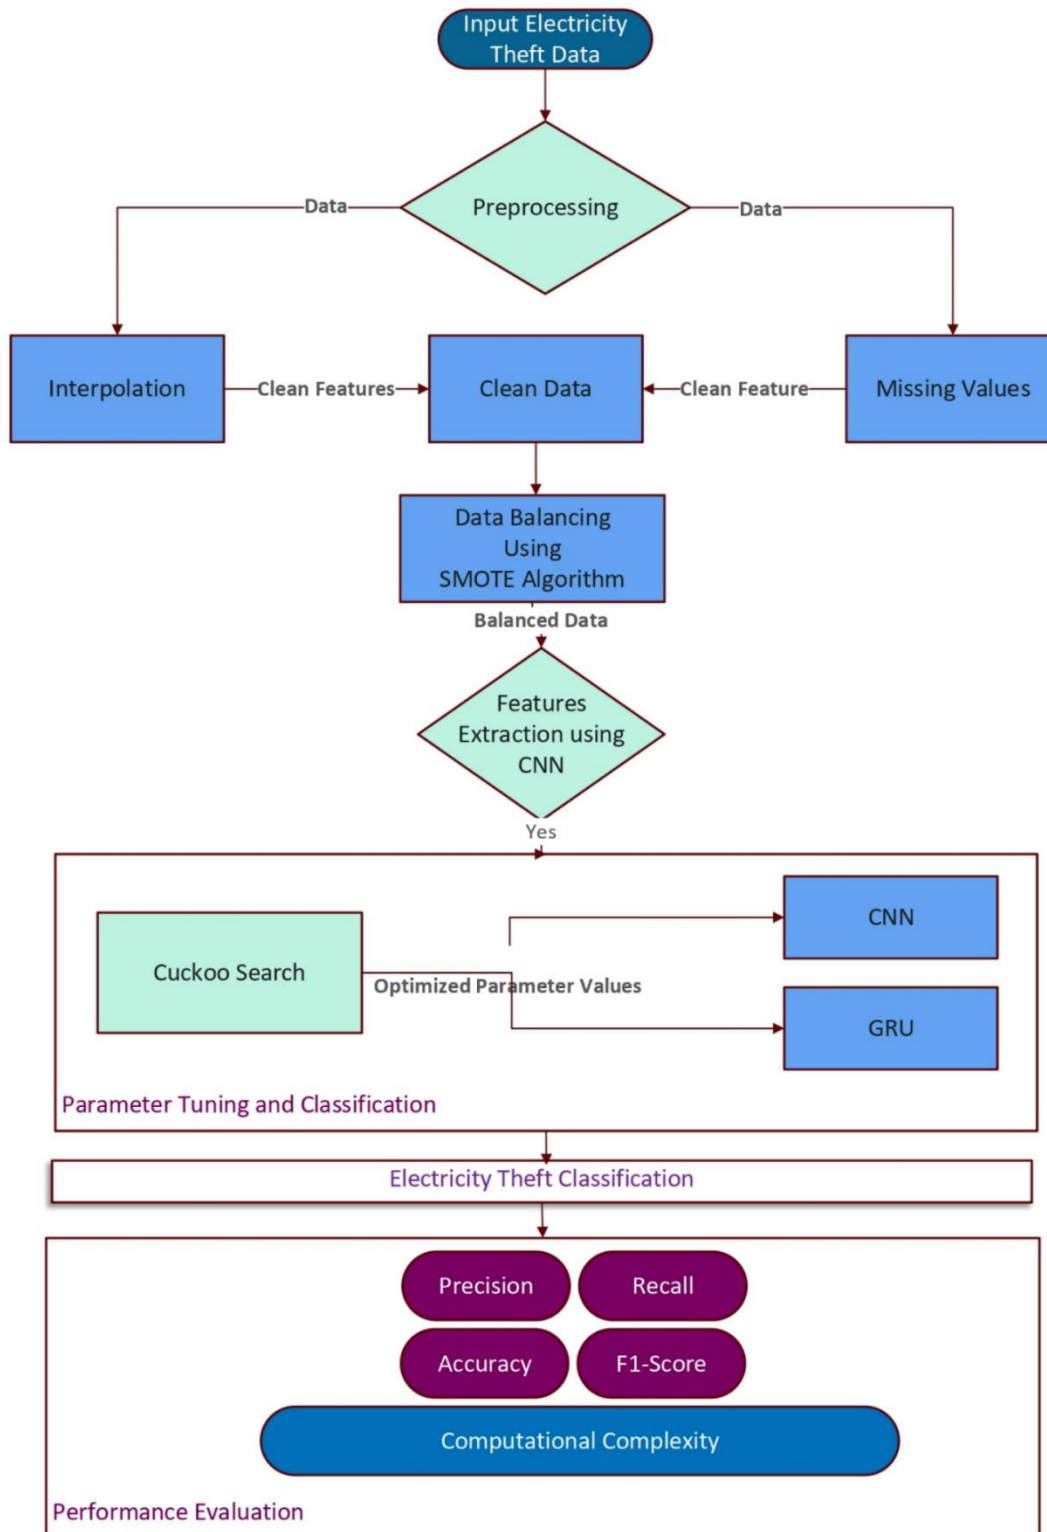 Input Electricity
Theft Data
Data
Preprocessing
Data
Interpolation
Clean Features
Clean Data
Clean Feature
Missing Values
Data Balancing
Using
SMOTE Algorithm
Balanced Data
Features
Extraction using
CNN
Yes
CNN
Cuckoo Search
Optimized Parameter Values
GRU
Parameter Tuning and Classification
Electricity Theft Classification
Precision
Recall
Accuracy
F1-Score
Computational Complexity
Performance Evaluation